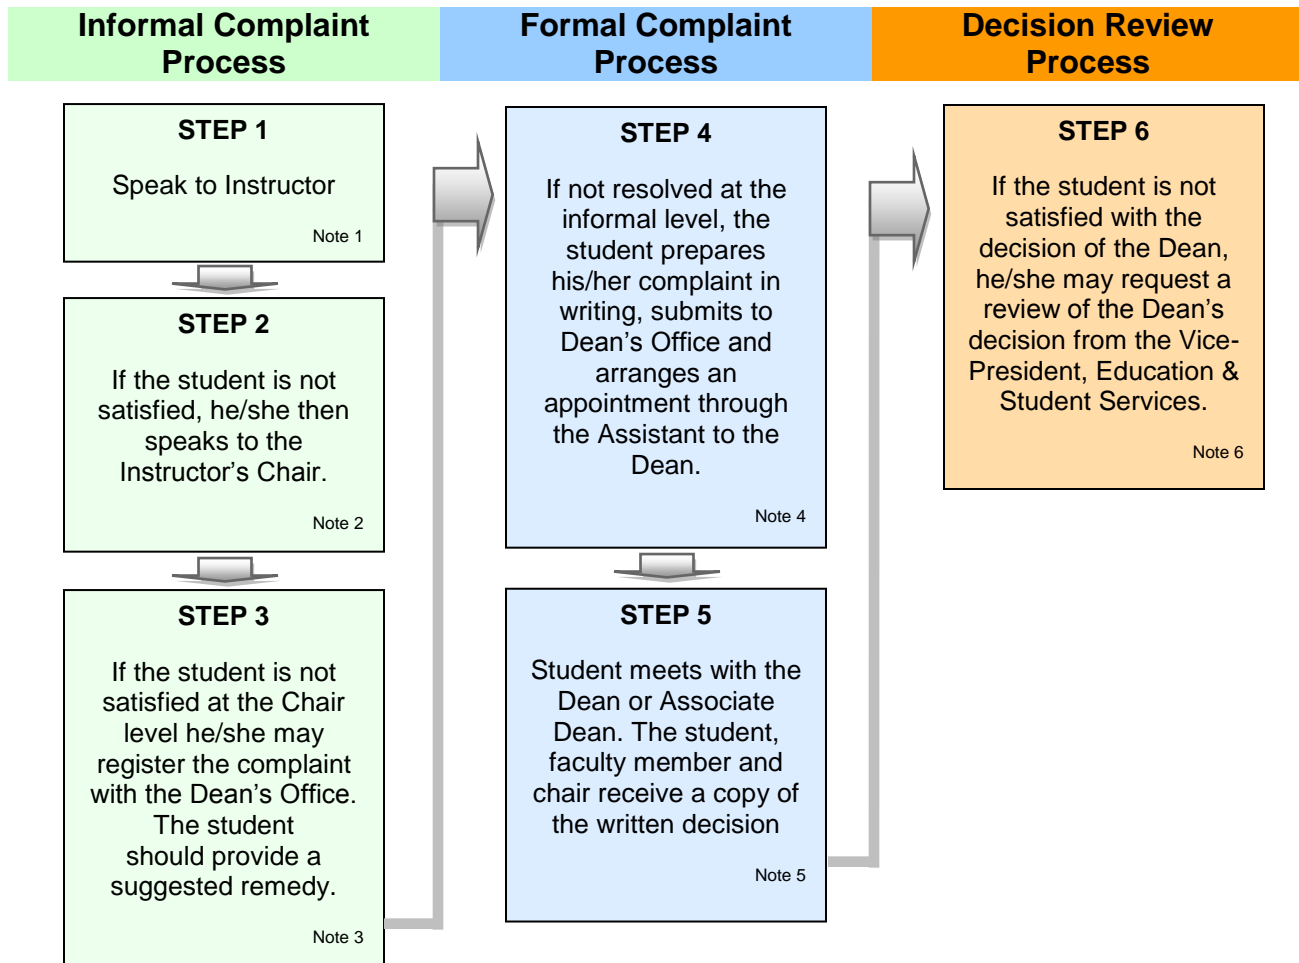 Informal Complaint
Process
Formal Complaint
Process
Decision Review
Process
STEP 1
Speak to Instructor
Note 1
STEP 2
If the student is not
satisfied, he/she then
speaks to the
Instructor’s Chair.
Note 2
STEP 3
If the student is not
satisfied at the Chair
level he/she may
register the complaint
with the Dean’s Office.
The student
should provide a
suggested remedy.
Note 3
STEP 4
If not resolved at the
informal level, the
student prepares
his/her complaint in
writing, submits to
Dean’s Office and
arranges an
appointment through
the Assistant to the
Dean.
Note 4
STEP 5
Student meets with the
Dean or Associate
Dean. The student,
faculty member and
chair receive a copy of
the written decision
Note 5
STEP 6
If the student is not
satisfied with the
decision of the Dean,
he/she may request a
review of the Dean’s
decision from the Vice-
President, Education &
Student Services.
Note 6